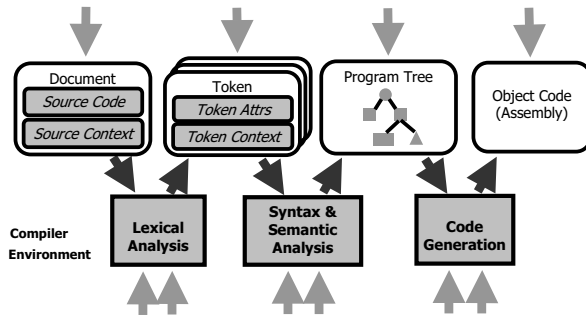 Document
Source Code
Source Context
Token
Token Attrs
Token Context
Program Tree
Object Code
(Assembly)
Compiler
Environment
Lexical
Analysis
Syntax &
Semantic
Analysis
Code
Generation